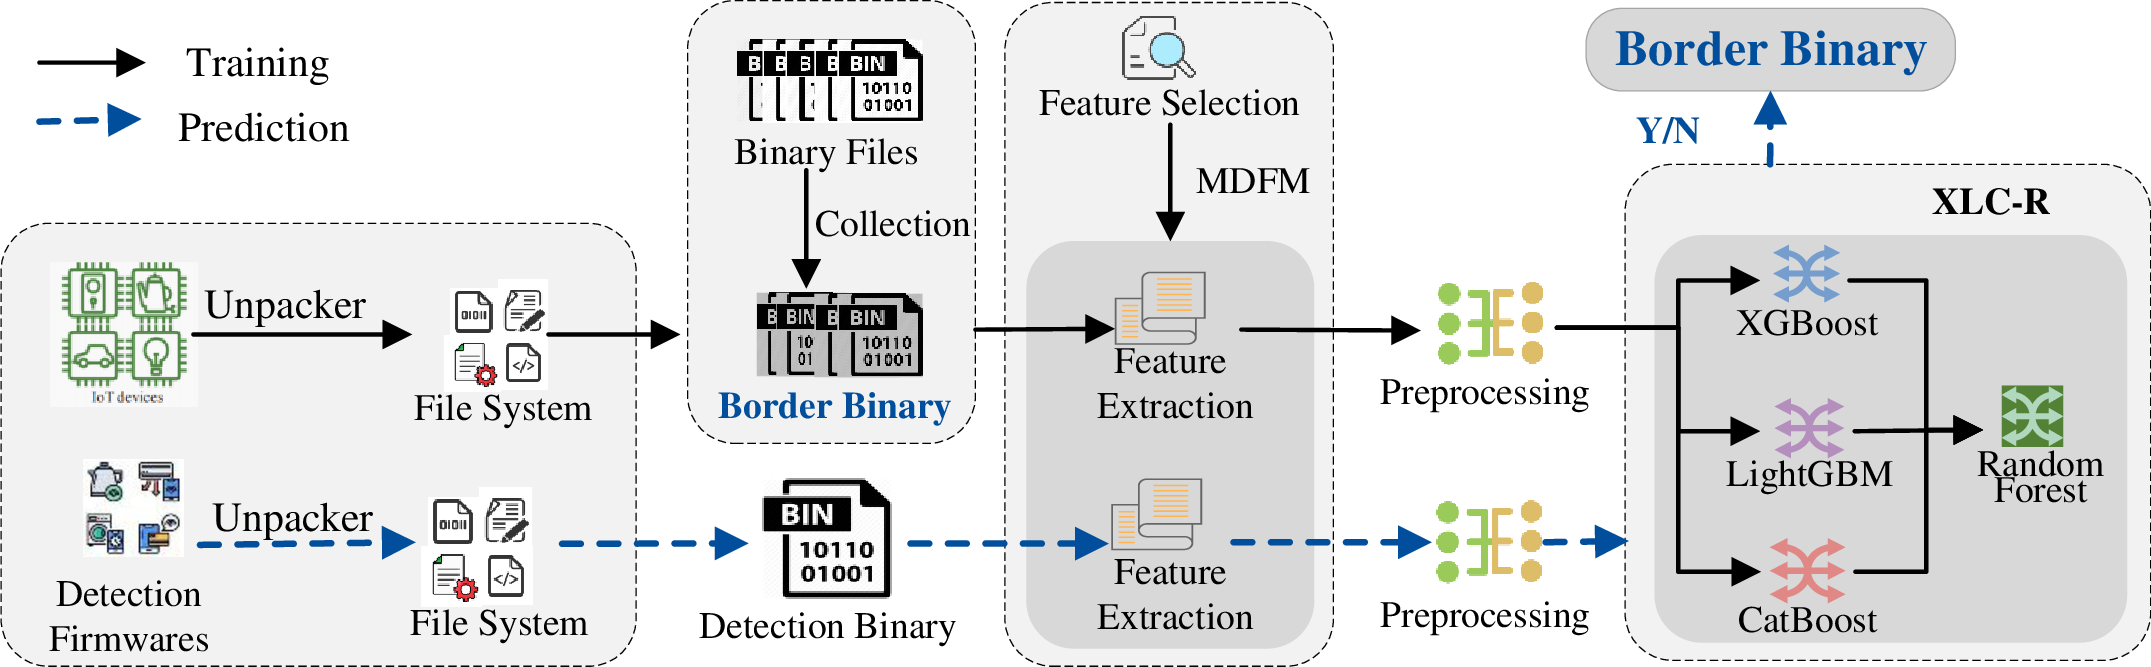 Training
Prediction
IoT devices
Unpacker
File System
Detection
Firmwares
Unpacker
File System
B
B
B
B
BIN
10110
01001
Binary Files
Collection
B
BIN
B
BIN
10
01
10110
01001
Border Binary
BIN
10110
01001
Detection Binary
Feature Selection
MDFM
Feature
Extraction
Feature
Extraction
Preprocessing
Preprocessing
Border Binary
Y/N
XLC-R
XGBoost
LightGBM
CatBoost
Random
Forest